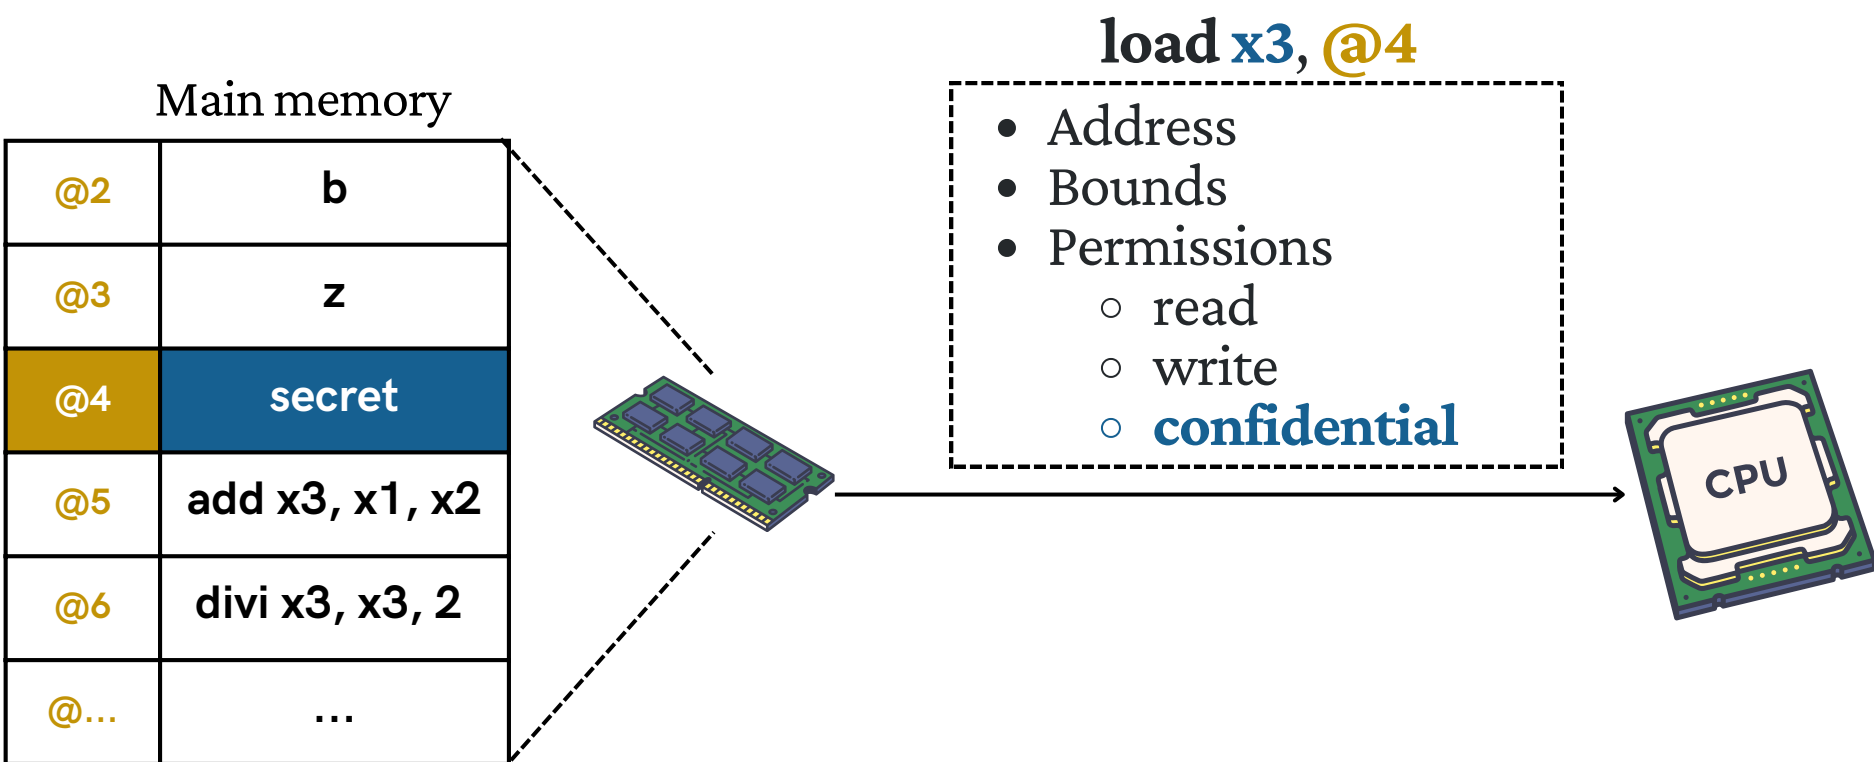 load x3, @4
Main memory
@2 b
@3 z
@4 secret
@5 add x3, x1, x2
@6 divi x3, x3, 2
@... ...
• Address
• Bounds
• Permissions
○ read
○ write
○ confidential
CPU